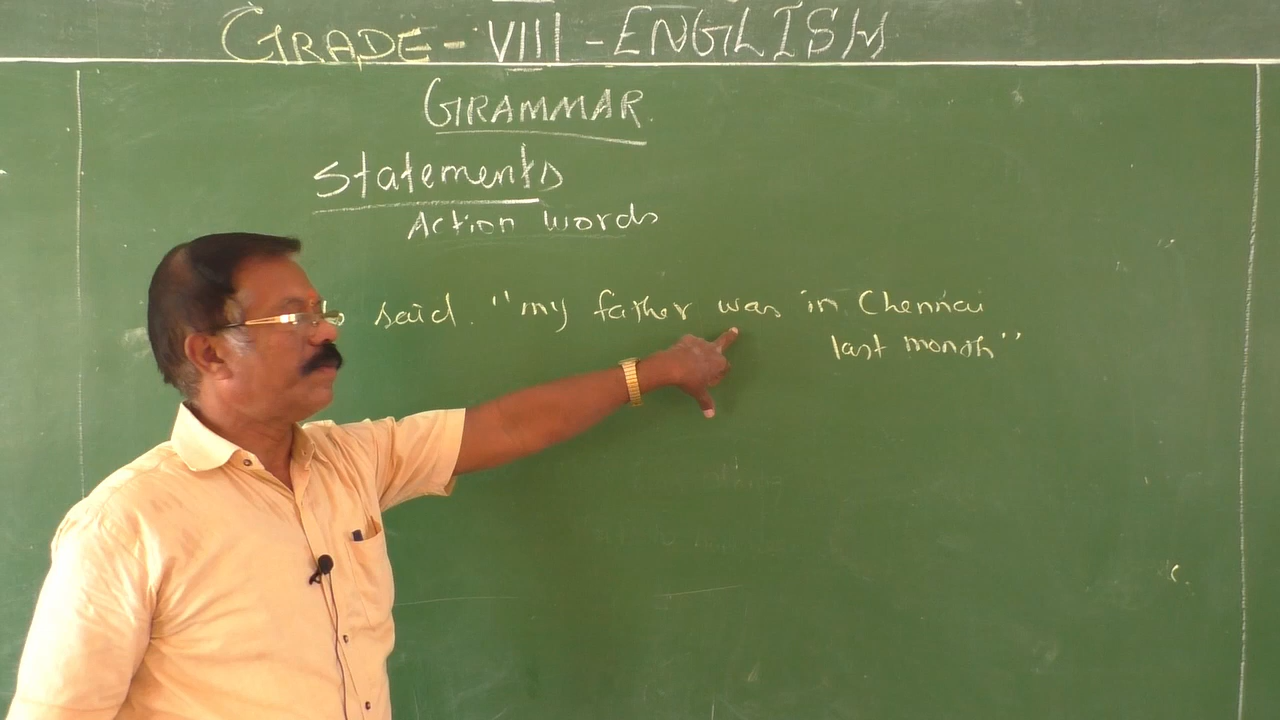 GRADE - VIII - ENGLISH
GRAMMAR
Statements
Action words
said. "my father was in Chennai
last month"